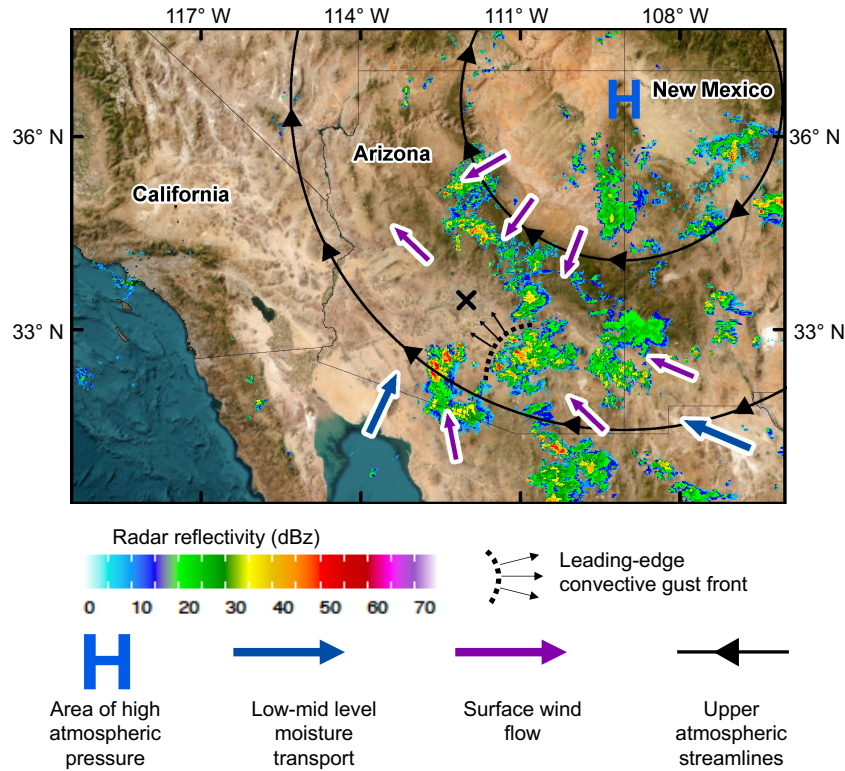 117° W 114° W 111° W 108° W
36° N 36° N
33° N 33° N
H New Mexico
Arizona
California
×
Radar reflectivity (dBz)
0 10 20 30 40 50 60 70
Leading-edge
convective gust front
H
Area of high
atmospheric
pressure
Low-mid level
moisture
transport
Surface wind
flow
Upper
atmospheric
streamlines